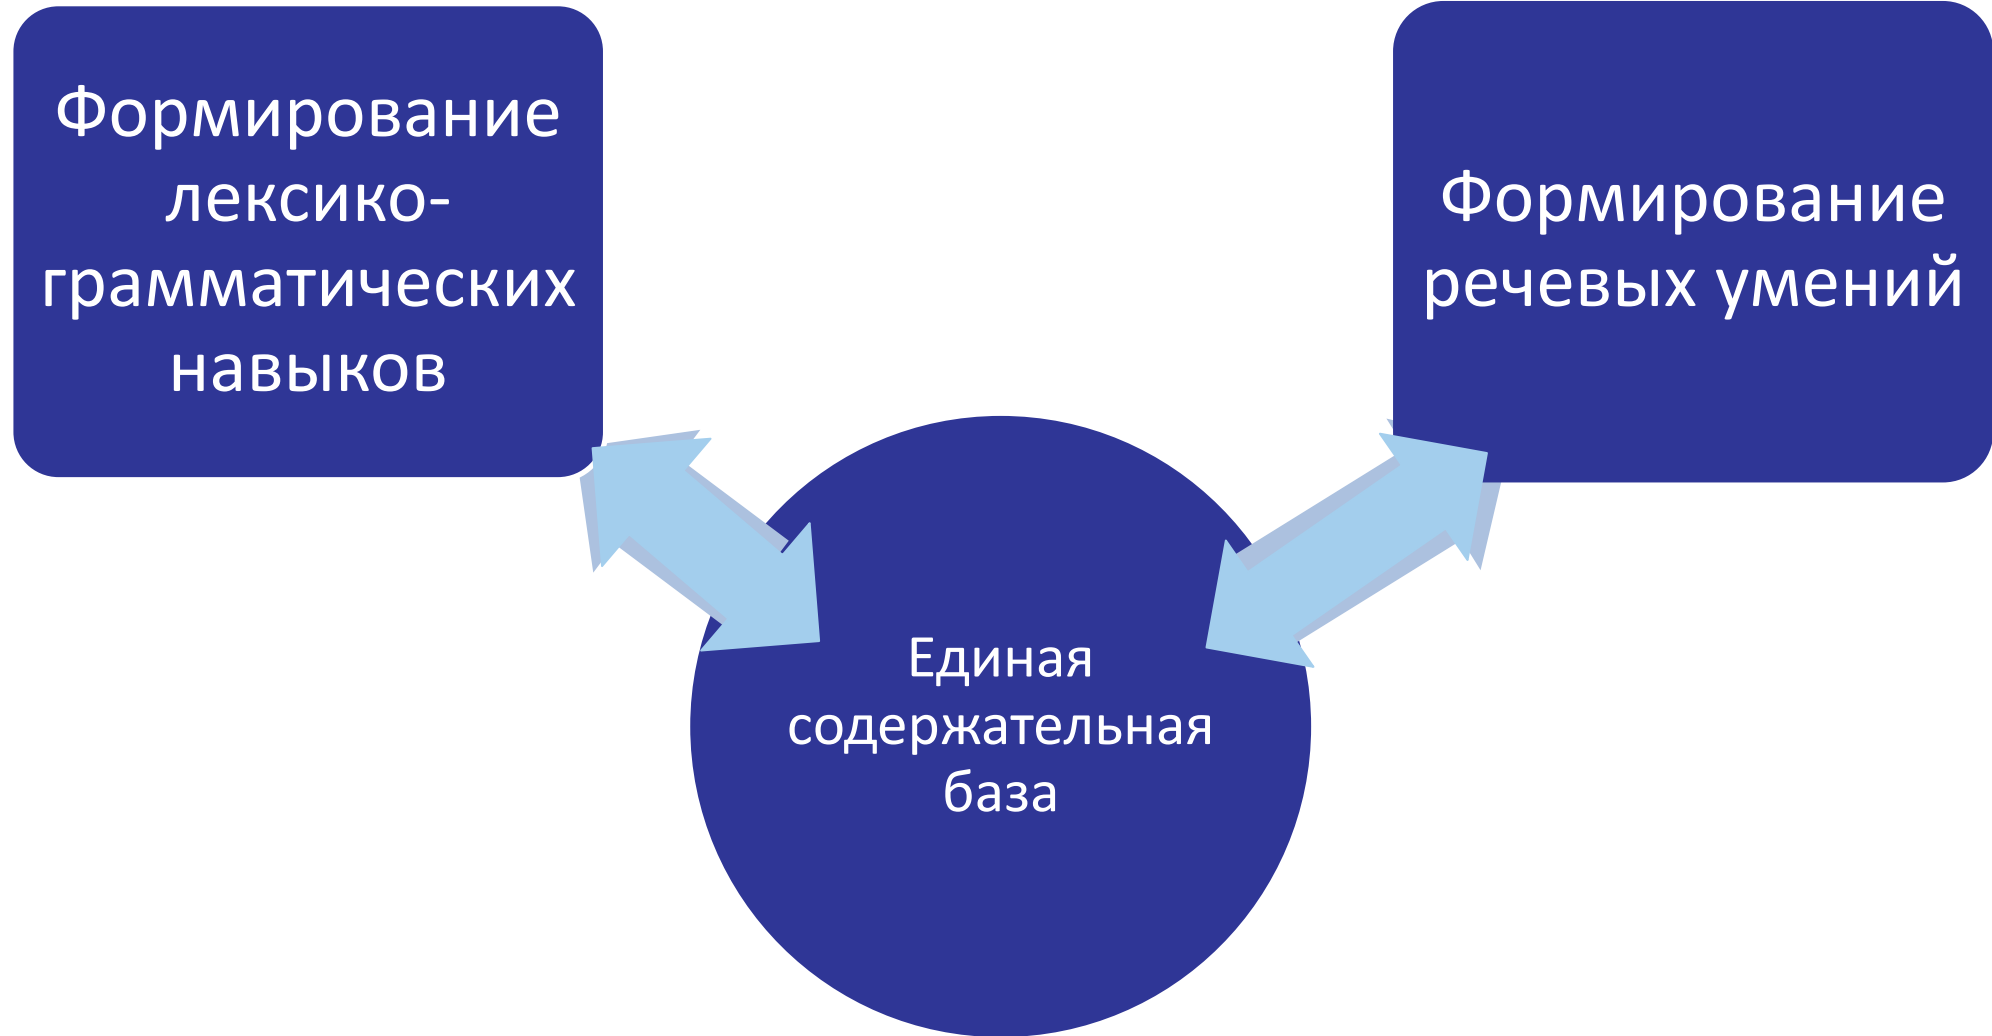 Формирование
лексико-
грамматических
навыков
Формирование
речевых умений
Единая
содержательная
база